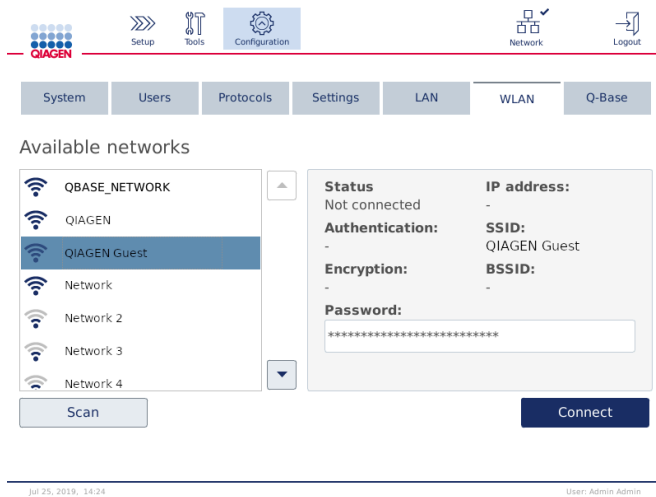 QIAGEN
Setup
Tools
Configuration
Network
Logout
System
Users
Protocols
Settings
LAN
WLAN
Q-Base
Available networks
QBASE_NETWORK
QIAGEN
QIAGEN Guest
Network
Network 2
Network 3
Network 4
Scan
Status
Not connected
IP address:
-
Authentication:
-
SSID:
QIAGEN Guest
Encryption:
-
BSSID:
-
Password:
**************************
Connect
Jul 25, 2019, 14:24
User: Admin Admin